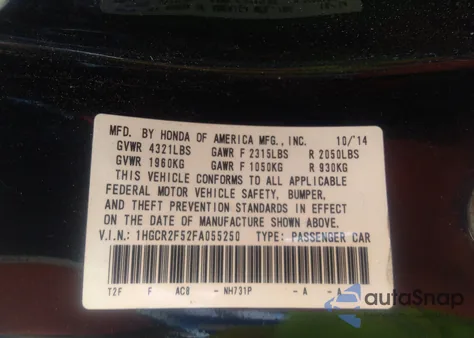 MFD. BY HONDA OF AMERICA MFG., INC. 10/14
GVWR 4321LBS GAWR F 2315LBS R 2050LBS
GVWR 1960KG GAWR F 1050KG R 930KG
THIS VEHICLE CONFORMS TO ALL APPLICABLE
FEDERAL MOTOR VEHICLE SAFETY, BUMPER,
AND THEFT PREVENTION STANDARDS IN EFFECT
ON THE DATE OF MANUFACTURE SHOWN ABOVE.
V.I.N.: 1HGCR2F52FA055250 TYPE: PASSENGER CAR
T2F F AC8 - NH731P - A - A
autaSnap